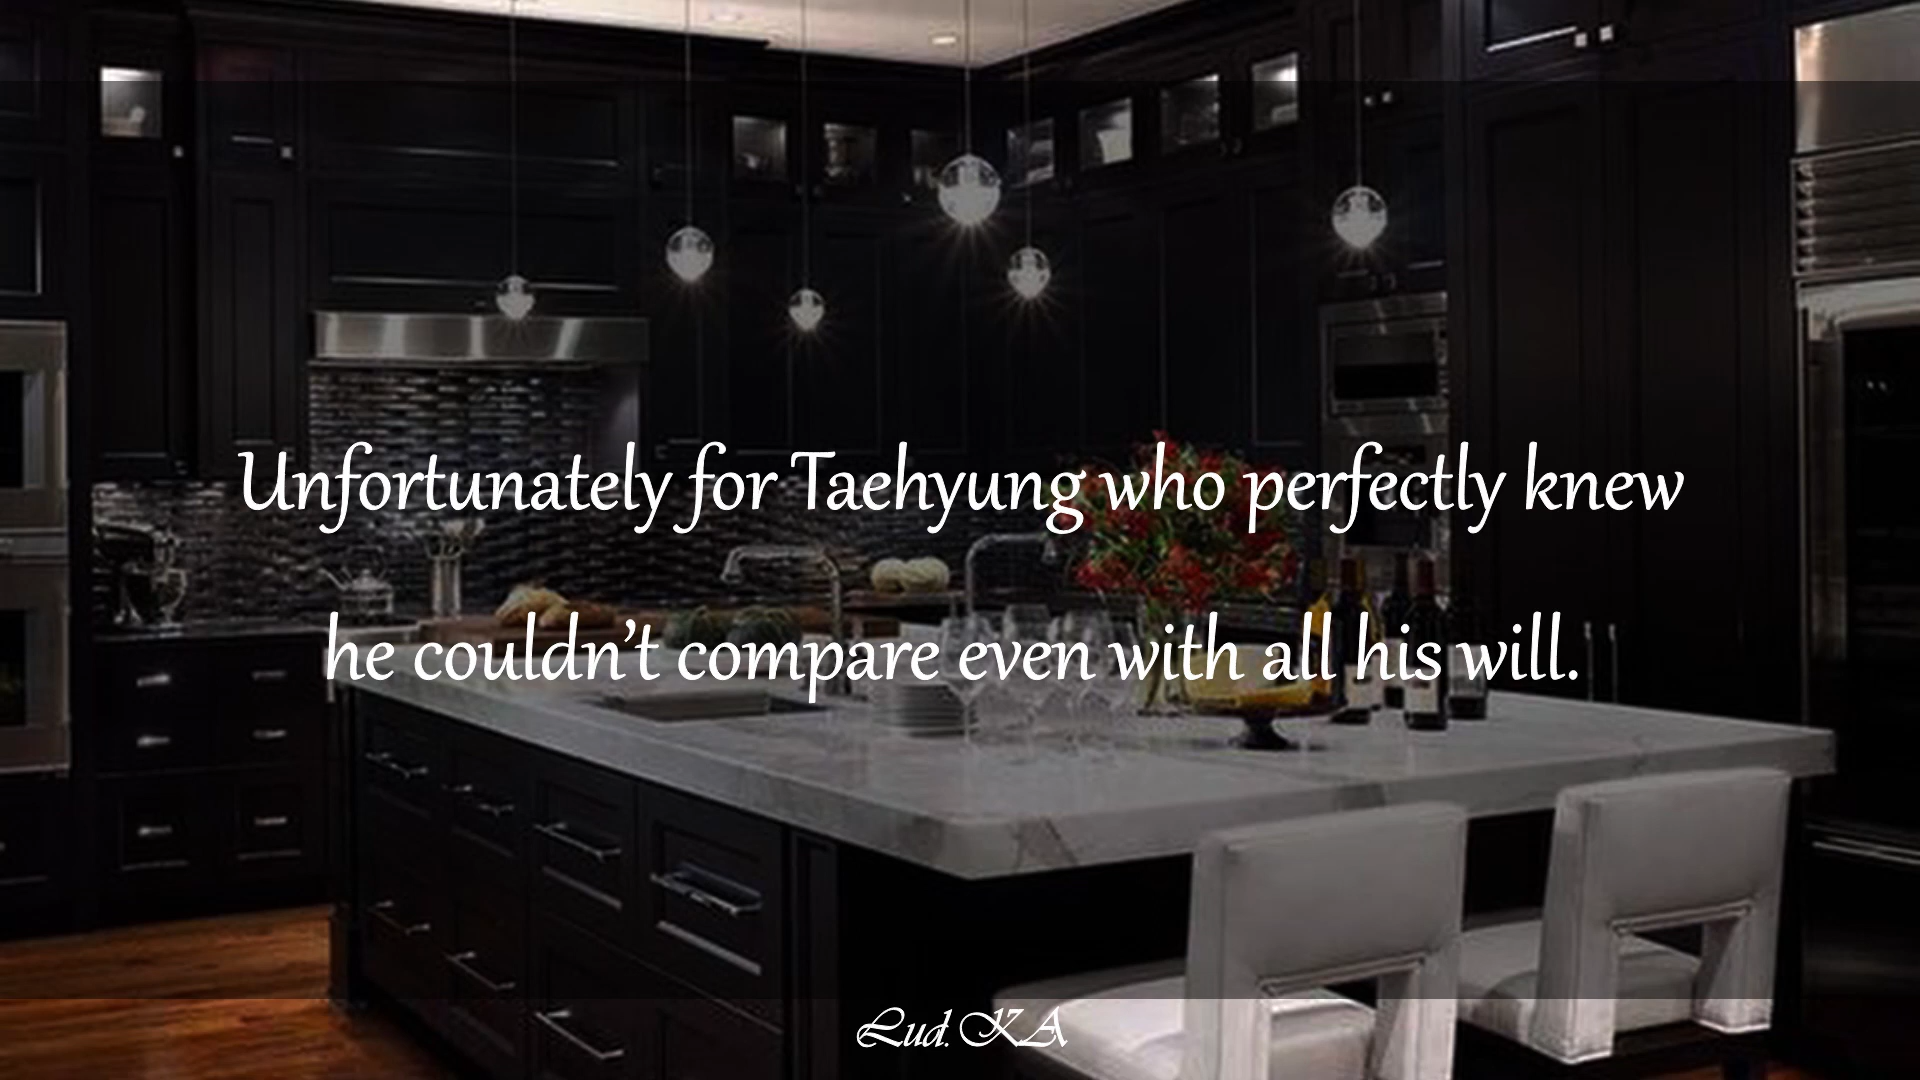 Unfortunately for Taehyung who perfectly knew
he couldn’t compare even with all his will.
Lud. KA